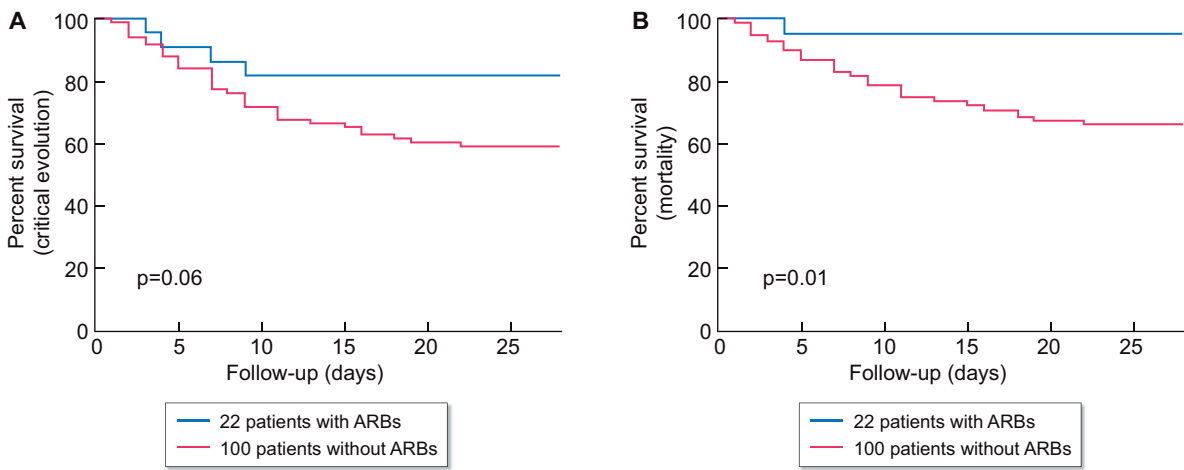 A
Percent survival
(critical evolution)
100
80
60
40
20
0
p=0.06
0 5 10 15 20 25
Follow-up (days)
22 patients with ARBs
100 patients without ARBs
B
Percent survival
(mortality)
100
80
60
40
20
0
p=0.01
0 5 10 15 20 25
Follow-up (days)
22 patients with ARBs
100 patients without ARBs